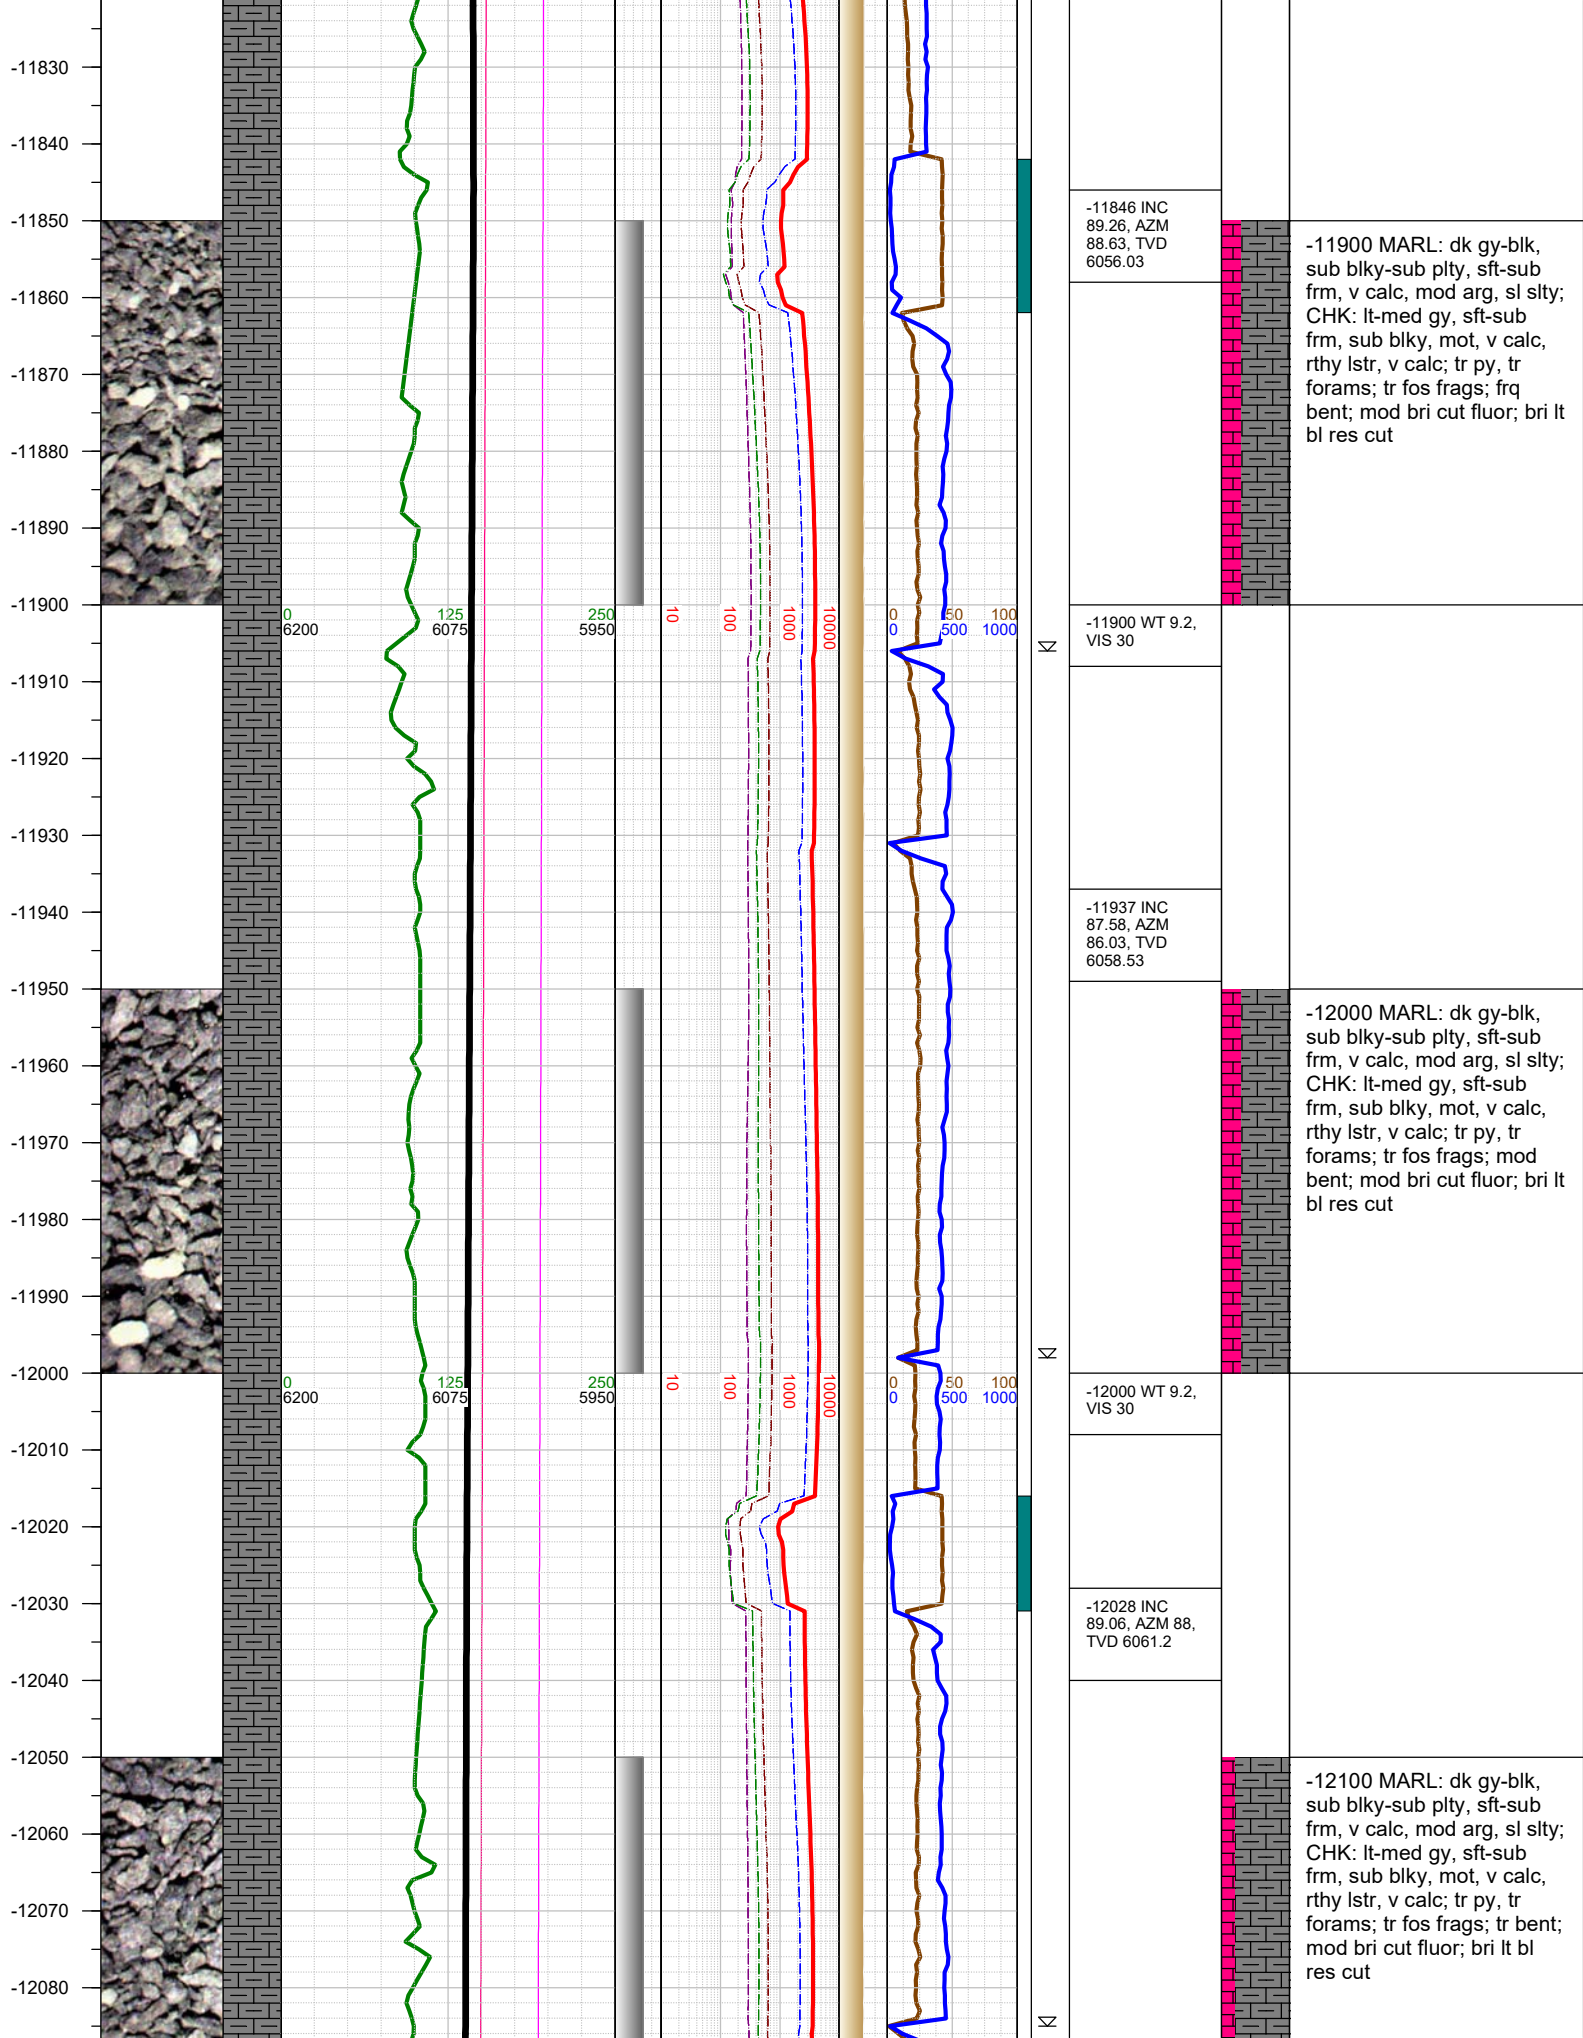 -11830
-11840
-11846 INC
89.26, AZM
88.63, TVD
6056.03
-11850
-11900 MARL: dk gy-blk,
sub blky-sub plty, sft-sub
frm, v calc, mod arg, sl slty;
CHK: lt-med gy, sft-sub
frm, sub blky, mot, v calc,
rthy lstr, v calc; tr py, tr
forams; tr fos frags; frq
bent; mod bri cut fluor; bri lt
bl res cut
-11860
-11870
-11880
-11890
-11900
0 125 250
6200 6075 5950
10 100 1000 10000
0 50 100
0 500 1000
-11900 WT 9.2,
VIS 30
-11910
-11920
-11930
-11937 INC
87.58, AZM
86.03, TVD
6058.53
-11940
-11950
-12000 MARL: dk gy-blk,
sub blky-sub plty, sft-sub
frm, v calc, mod arg, sl slty;
CHK: lt-med gy, sft-sub
frm, sub blky, mot, v calc,
rthy lstr, v calc; tr py, tr
forams; tr fos frags; mod
bent; mod bri cut fluor; bri lt
bl res cut
-11960
-11970
-11980
-11990
-12000
0 125 250
6200 6075 5950
10 100 1000 10000
0 50 100
0 500 1000
-12000 WT 9.2,
VIS 30
-12010
-12020
-12028 INC
89.06, AZM 88,
TVD 6061.2
-12030
-12040
-12050
-12100 MARL: dk gy-blk,
sub blky-sub plty, sft-sub
frm, v calc, mod arg, sl slty;
CHK: lt-med gy, sft-sub
frm, sub blky, mot, v calc,
rthy lstr, v calc; tr py, tr
forams; tr fos frags; tr bent;
mod bri cut fluor; bri lt bl
res cut
-12060
-12070
-12080